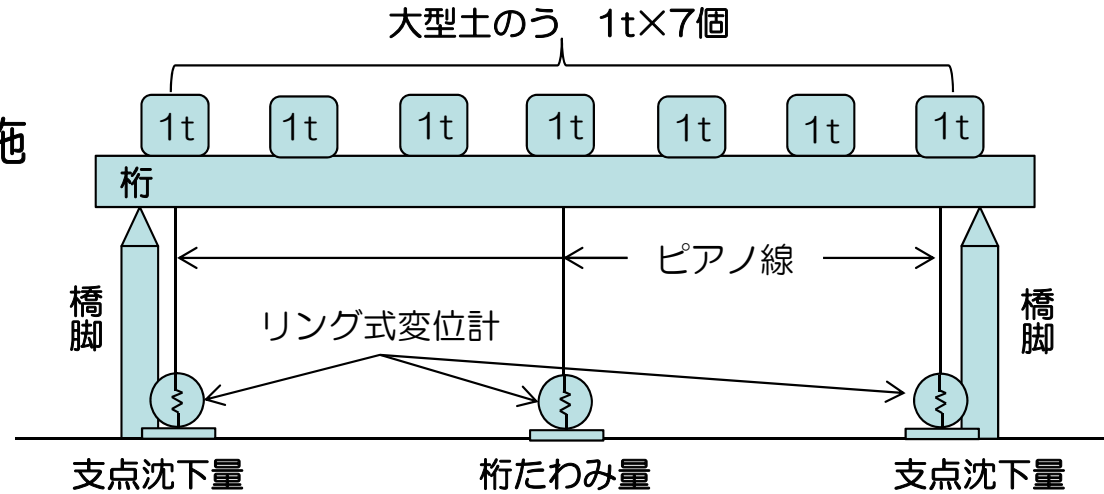 大型土のう　1t×7個
施
1t
1t
1t
1t
1t
1t
1t
桁
ピアノ線
橋脚
橋脚
リング式変位計
支点沈下量
桁たわみ量
支点沈下量